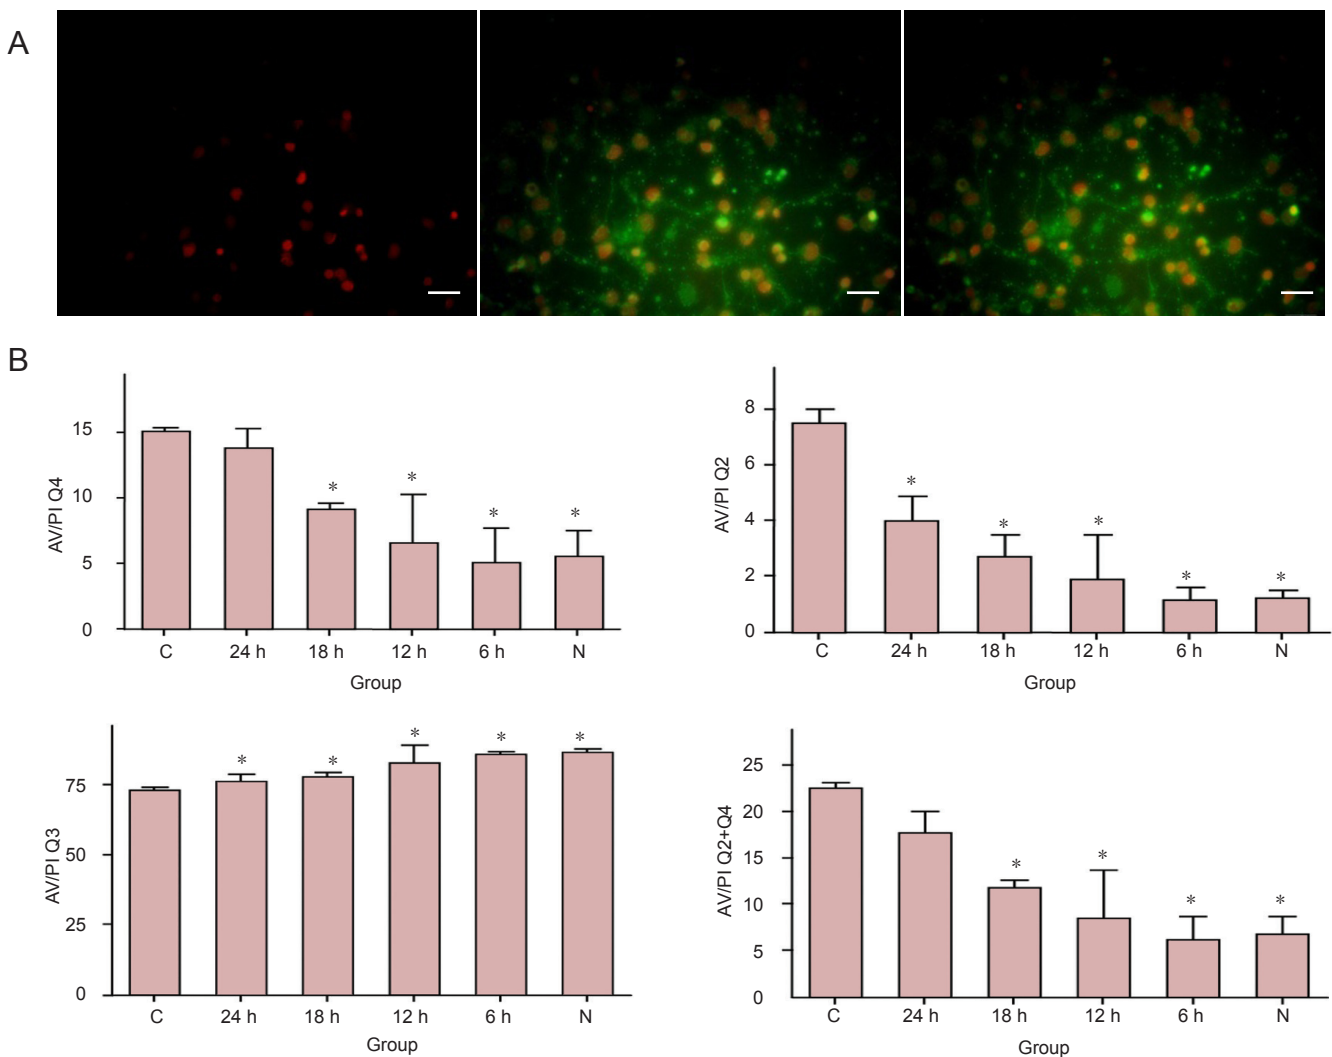 A
B
15
10
5
0
AV/PI Q4
* * * *
C 24 h 18 h 12 h 6 h N
Group
8
6
4
2
0
AV/PI Q2
* * * * *
C 24 h 18 h 12 h 6 h N
Group
75
50
25
0
AV/PI Q3
* * * * *
C 24 h 18 h 12 h 6 h N
Group
25
20
15
10
5
0
AV/PI Q2+Q4
* * * *
C 24 h 18 h 12 h 6 h N
Group